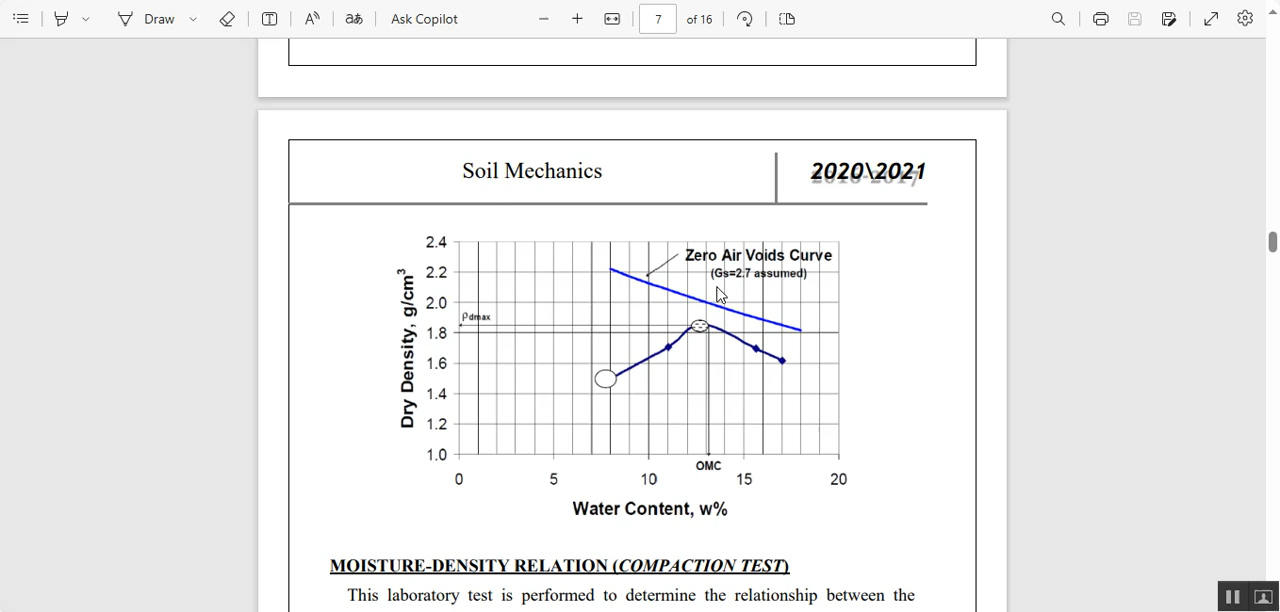 Draw
Ask Copilot
7 of 16
Soil Mechanics
2020\2021
2.4
2.2
2.0
1.8
1.6
1.4
1.2
1.0
Dry Density, g/cm³
Zero Air Voids Curve
(Gs=2.7 assumed)
ρdmax
OMC
0 5 10 15 20
Water Content, w%
MOISTURE-DENSITY RELATION (COMPACTION TEST)
This laboratory test is performed to determine the relationship between the